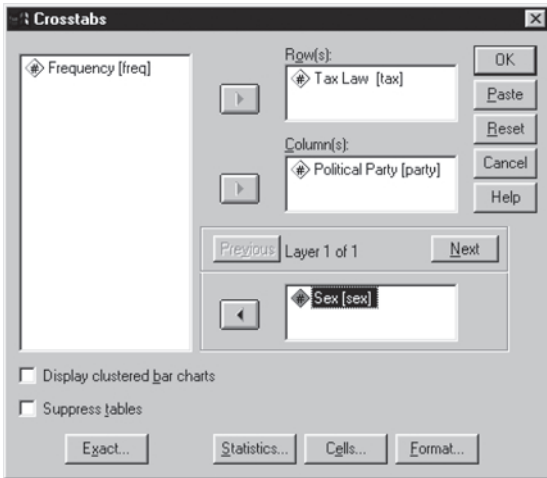 Crosstabs
Frequency [freq]
Row(s):
Tax Law [tax]
Column(s):
Political Party [party]
OK
Paste
Reset
Cancel
Help
Previous
Layer 1 of 1
Next
Sex [sex]
Display clustered bar charts
Suppress tables
Exact...
Statistics...
Cells...
Format...